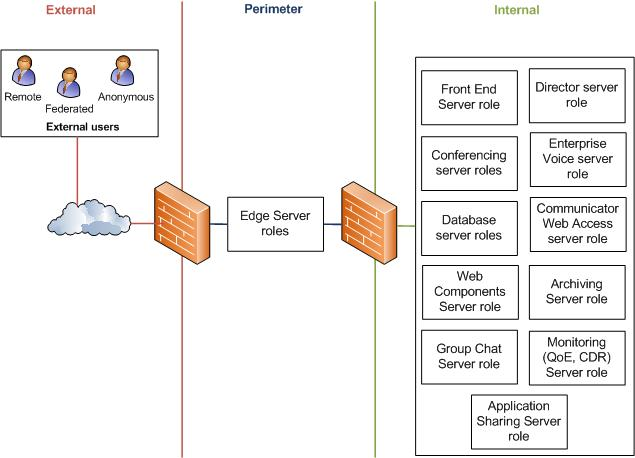 External
Perimeter
Internal
Remote
Federated
Anonymous
External users
Edge Server
roles
Front End
Server role
Director server
role
Conferencing
server roles
Enterprise
Voice server
role
Database
server roles
Communicator
Web Access
server role
Web
Components
Server role
Archiving
Server role
Group Chat
Server role
Monitoring
(QoE, CDR)
Server role
Application
Sharing Server
role